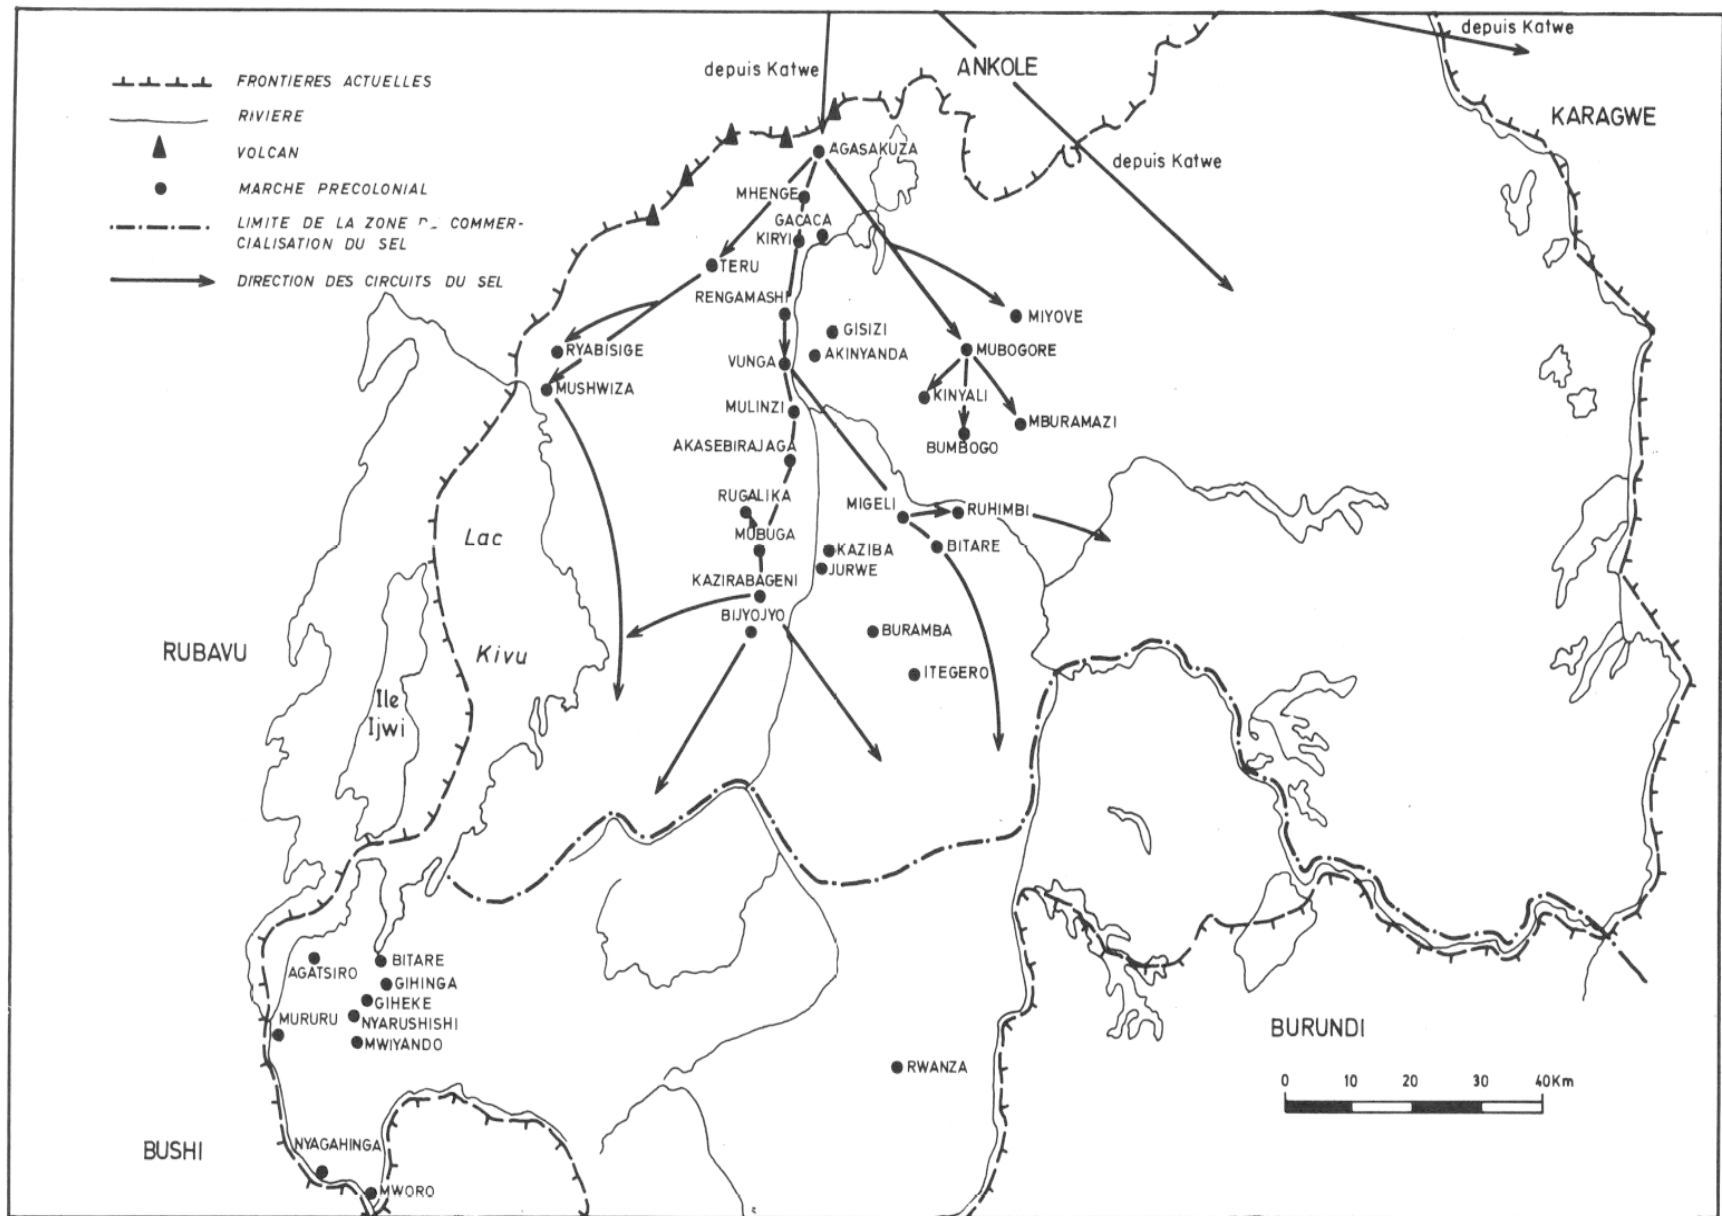 depuis Katwe
depuis Katwe
ANKOLE
FRONTIERES ACTUELLES
RIVIERE
VOLCAN
MARCHE PRECOLONIAL
LIMITE DE LA ZONE DE COMMER-
CIALISATION DU SEL
DIRECTION DES CIRCUITS DU SEL
KARAGWE
depuis Katwe
AGASAKUZA
MHENGE
GACACA
KIRYI
TERU
RENGAMASHI
MIYOVE
GISIZI
RYABISIGE
AKINYANDA
MUBOGORE
VUNGA
MUSHWIZA
KINYALI
MULINZI
MBURAMAZI
AKASEBIRAJAGA
BUMBOGO
RUGALIKA
MIGELI
RUHIMBI
Lac
MUBUGA
KAZIBA
BITARE
JURWE
KAZIRABAGENI
BIJYOJYO
BURAMBA
RUBAVU
Kivu
ITEGERO
Ile
Ijwi
AGATSIRO
BITARE
GIHINGA
GIHEKE
MURURU
NYARUSHISHI
MWIYANDO
BURUNDI
RWANZA
0 10 20 30 40Km
BUSHI
NYAGAHINGA
MWORO